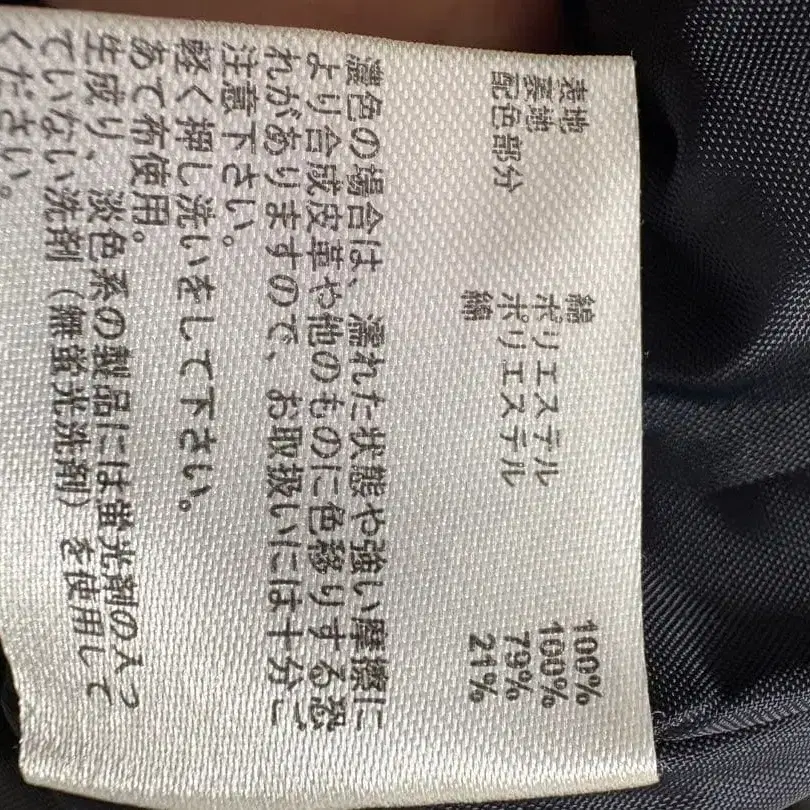 表地 綿 100%
裏地 ポリエステル 100%
配色部分 ポリエステル 79%
綿 21%
濃色の場合は、濡れた状態や強い摩擦に
より合成皮革や他のものに色移りする恐
れがありますので、お取扱いには十分ご
注意下さい。
軽く押し洗いをして下さい。
あて布使用。
生成り、淡色系の製品には蛍光剤の入っ
ていない洗剤（無蛍光洗剤）を使用して
ください。